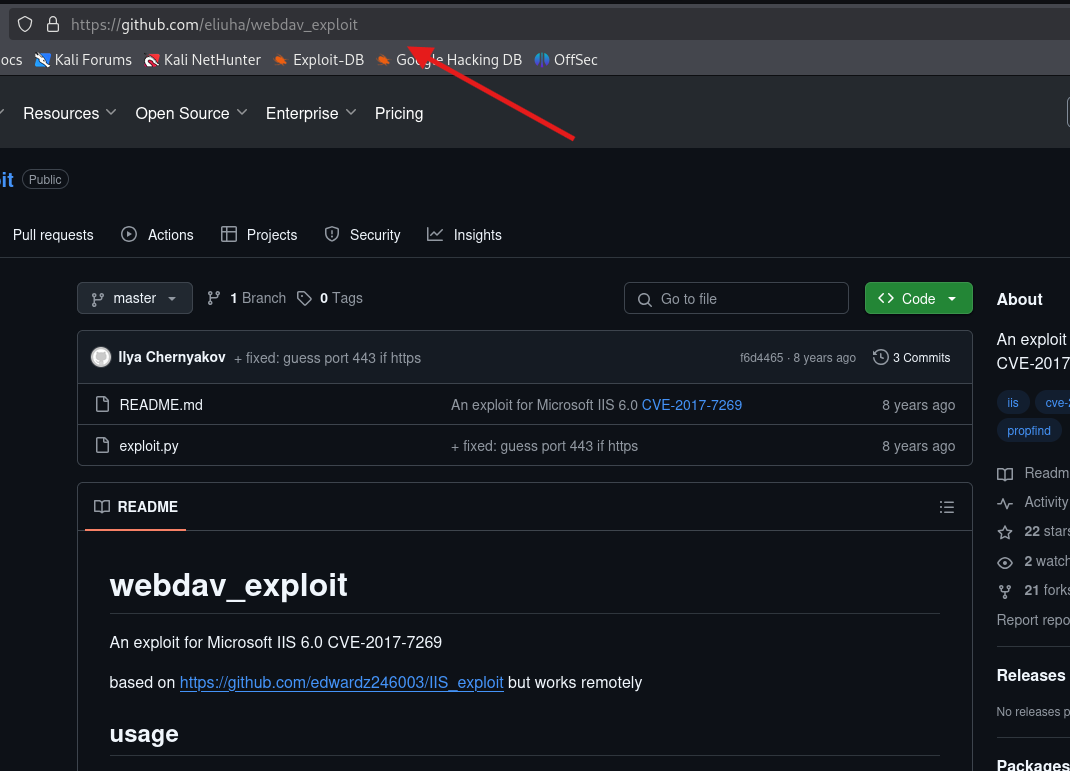 https://github.com/eliuha/webdav_exploit
ocs Kali Forums Kali NetHunter Exploit-DB Google Hacking DB OffSec
Resources Open Source Enterprise Pricing
it Public
Pull requests Actions Projects Security Insights
master 1 Branch 0 Tags Go to file Code
About
Ilya Chernyakov + fixed: guess port 443 if https f6d4465 · 8 years ago 3 Commits
An exploit
CVE-2017
README.md An exploit for Microsoft IIS 6.0 CVE-2017-7269 8 years ago
iis cve-2
exploit.py + fixed: guess port 443 if https 8 years ago
propfind
Readm
Activity
22 stars
2 watch
21 forks
Report repo
README
webdav_exploit
An exploit for Microsoft IIS 6.0 CVE-2017-7269
based on https://github.com/edwardz246003/IIS_exploit but works remotely
usage
Releases
No releases p
Packages